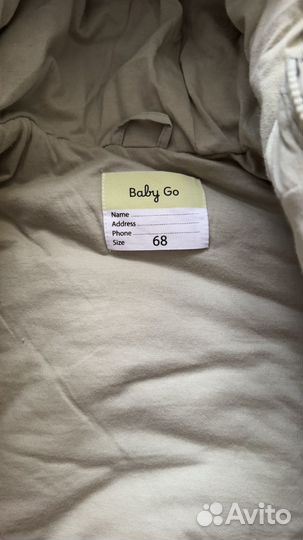 Baby Go
Name
Address
Phone
Size 68
Avito